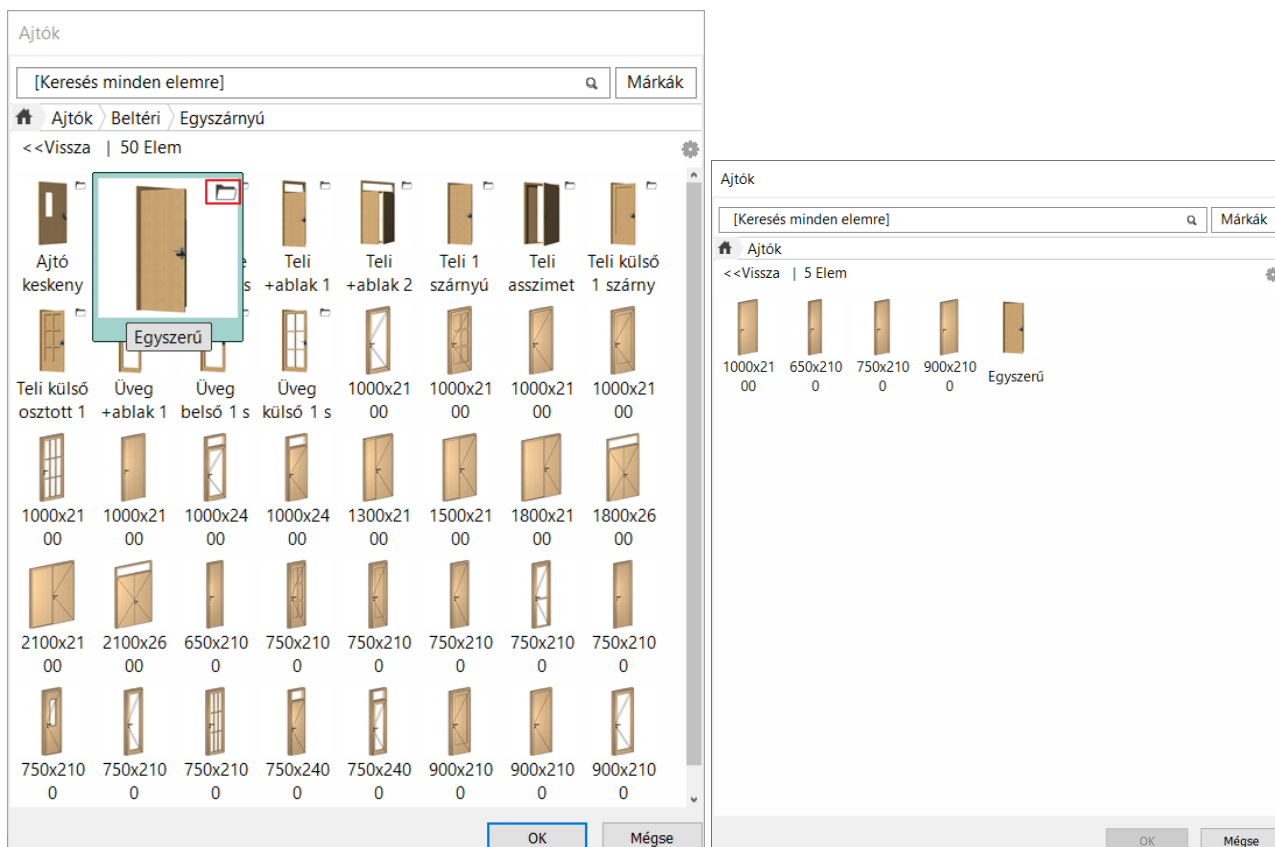 Ajtók
[Keresés minden elemre]
Márkák
Ajtók Beltéri Egyszárnyú
<<Vissza | 50 Elem
Ajtó
keskeny
Egyszerű
Teli
+ablak 1
Teli
+ablak 2
Teli 1
szárnyú
Teli
asszimet
Teli külső
1 szárny
Teli külső
osztott 1
Üveg
+ablak 1
Üveg
belső 1 s
Üveg
külső 1 s
1000x21
00
1000x21
00
1000x21
00
1000x21
00
1000x21
00
1000x21
00
1000x24
00
1000x24
00
1300x21
00
1500x21
00
1800x21
00
1800x26
00
2100x21
00
2100x26
00
650x210
0
750x210
0
750x210
0
750x210
0
750x210
0
750x210
0
750x210
0
750x210
0
750x210
0
750x240
0
750x240
0
900x210
0
900x210
0
900x210
0
OK
Mégse
Ajtók
[Keresés minden elemre]
Márkák
Ajtók
<<Vissza | 5 Elem
1000x21
00
650x210
0
750x210
0
900x210
0
Egyszerű
OK
Mégse